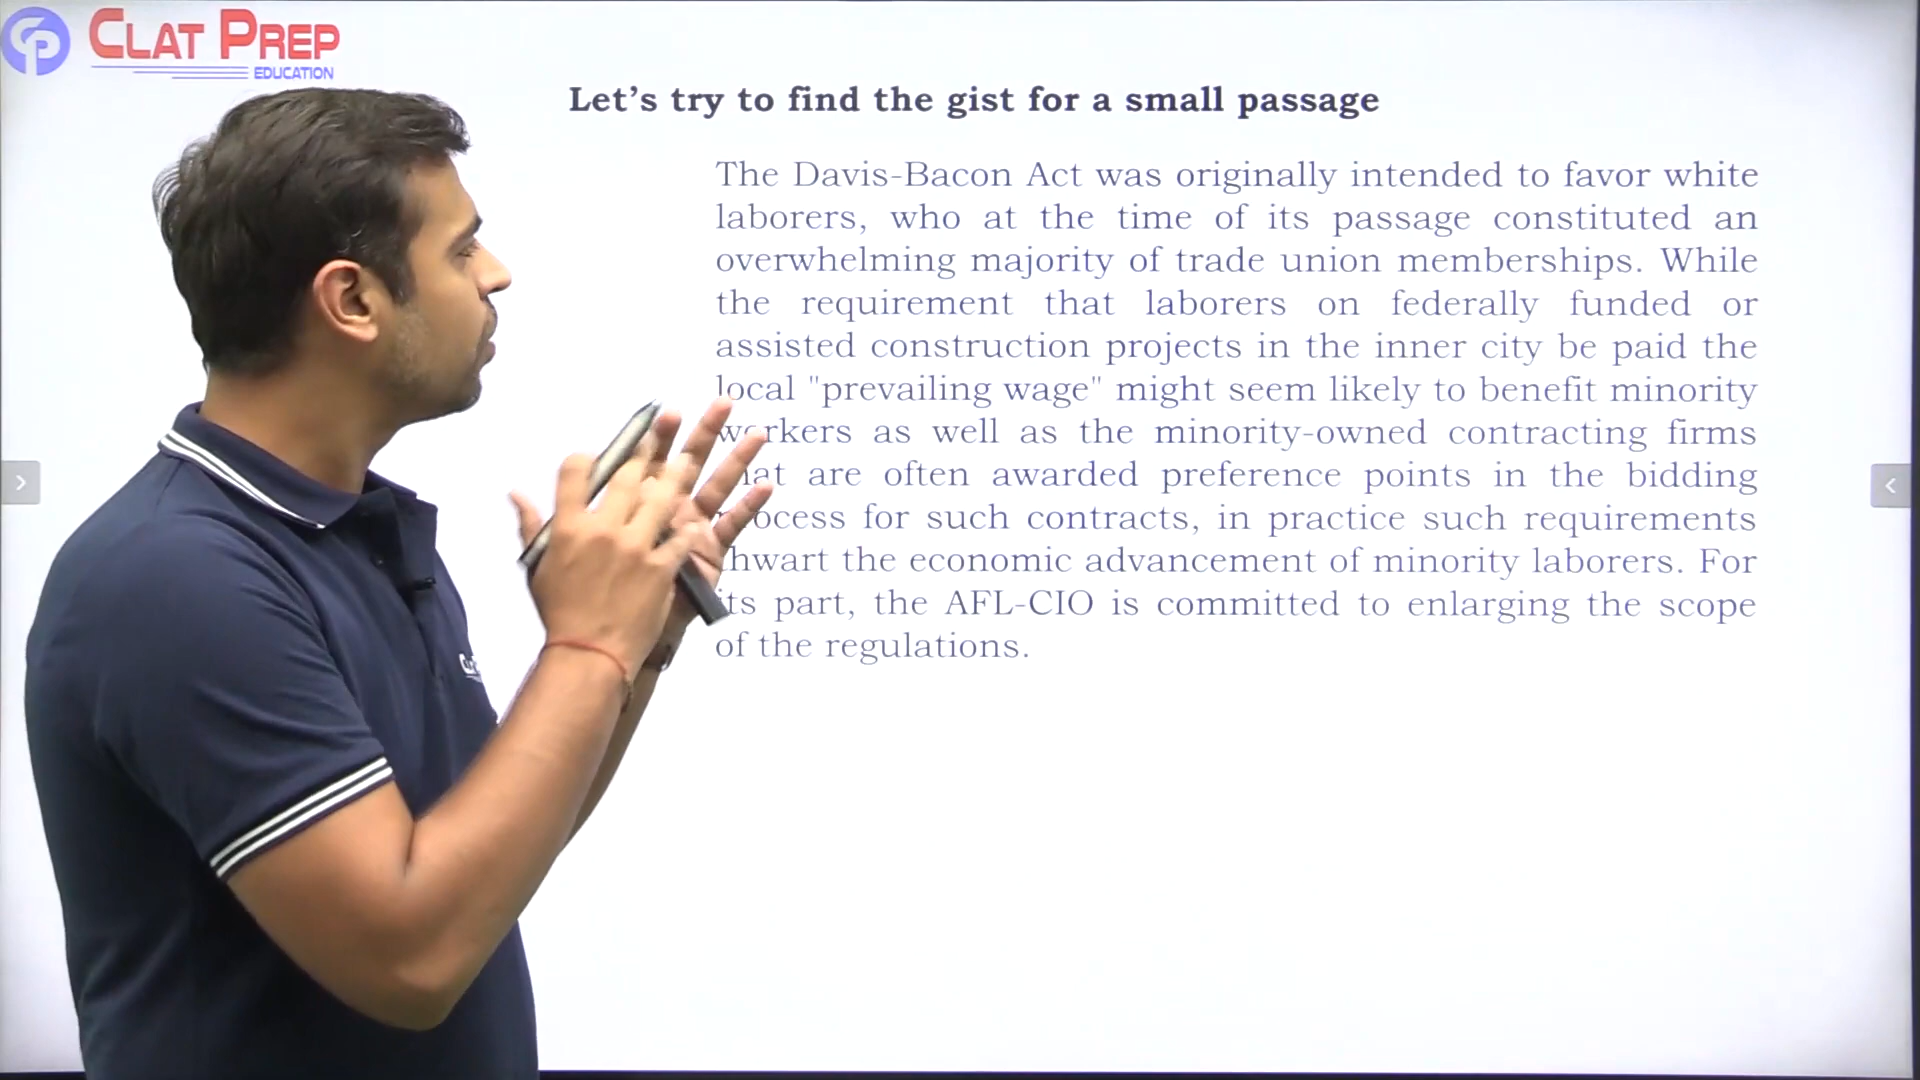 CLAT PREP
EDUCATION
Let's try to find the gist for a small passage
The Davis-Bacon Act was originally intended to favor white
laborers, who at the time of its passage constituted an
overwhelming majority of trade union memberships. While
the requirement that laborers on federally funded or
assisted construction projects in the inner city be paid the
local "prevailing wage" might seem likely to benefit minority
workers as well as the minority-owned contracting firms
that are often awarded preference points in the bidding
process for such contracts, in practice such requirements
thwart the economic advancement of minority laborers. For
its part, the AFL-CIO is committed to enlarging the scope
of the regulations.